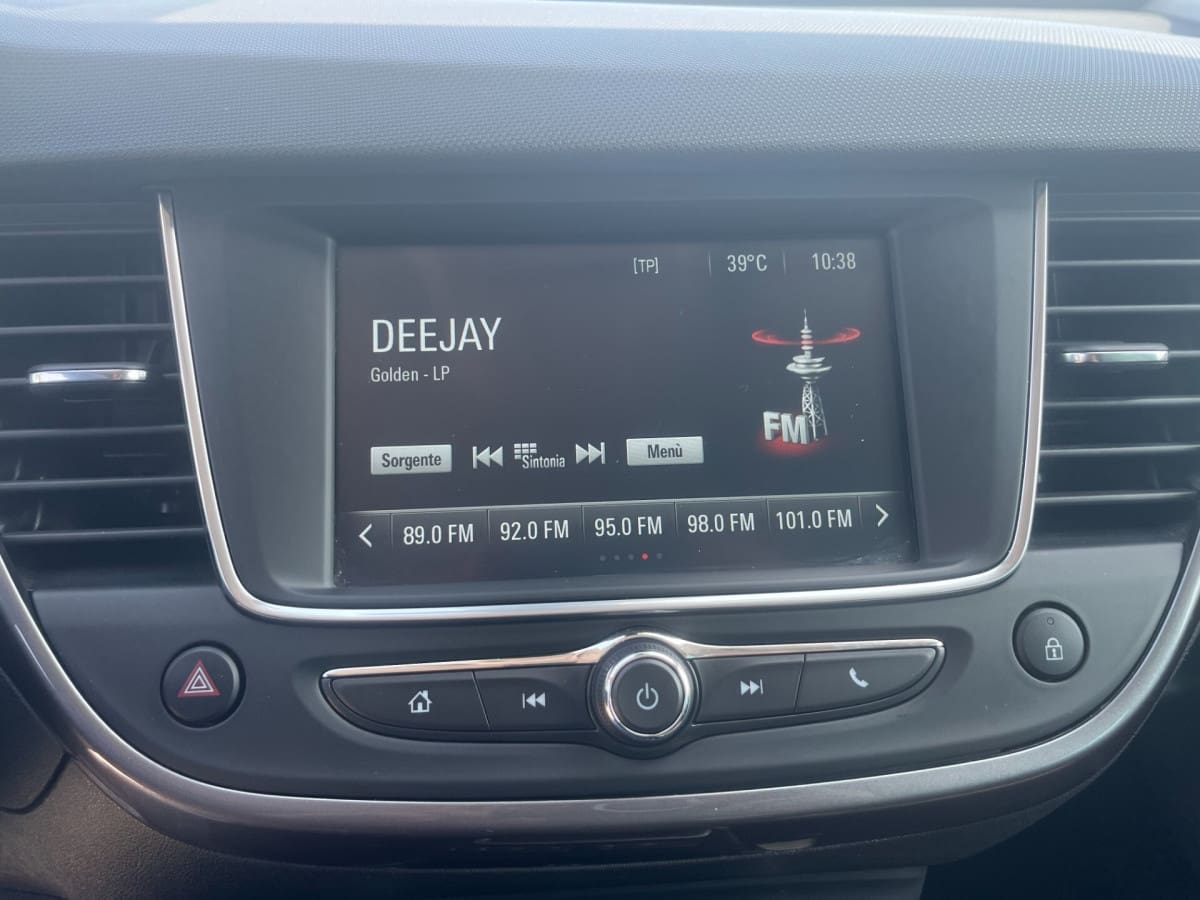 [TP] 39°C 10:38
DEEJAY
Golden - LP
FM
Sorgente Sintonia Menù
89.0 FM 92.0 FM 95.0 FM 98.0 FM 101.0 FM